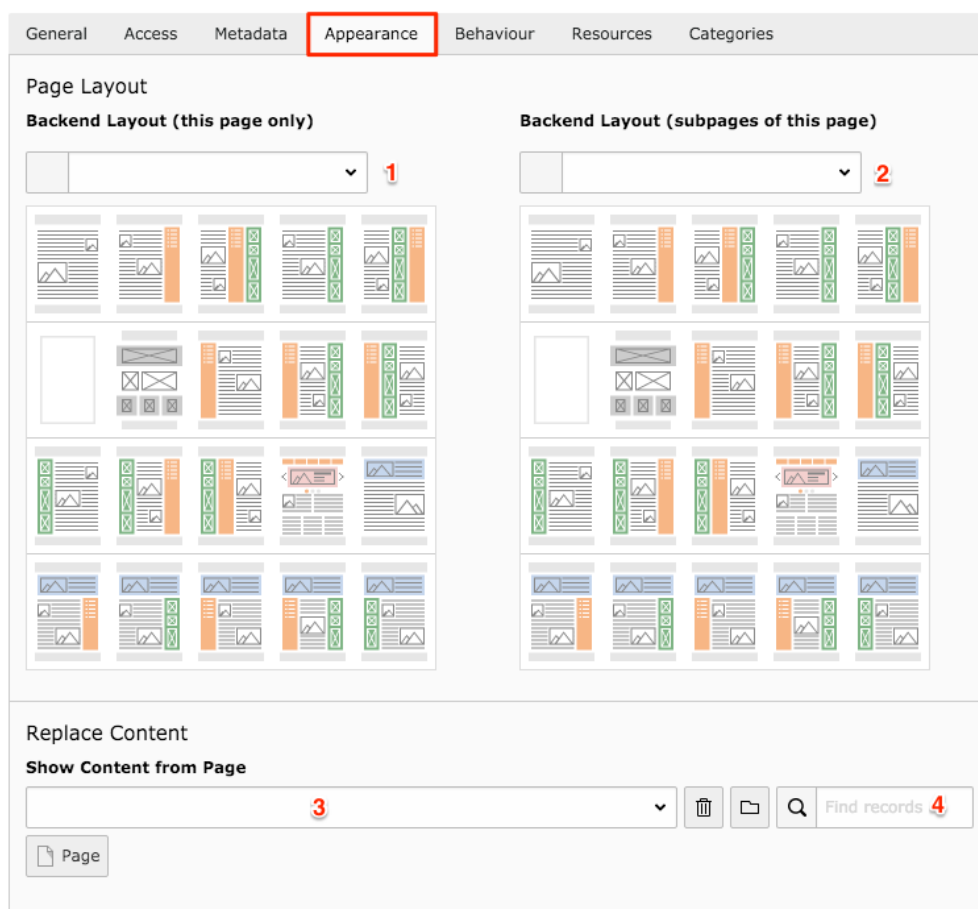 General Access Metadata Appearance Behaviour Resources Categories
Page Layout
Backend Layout (this page only) Backend Layout (subpages of this page)
1 2
Replace Content
Show Content from Page
3 Find records 4
Page